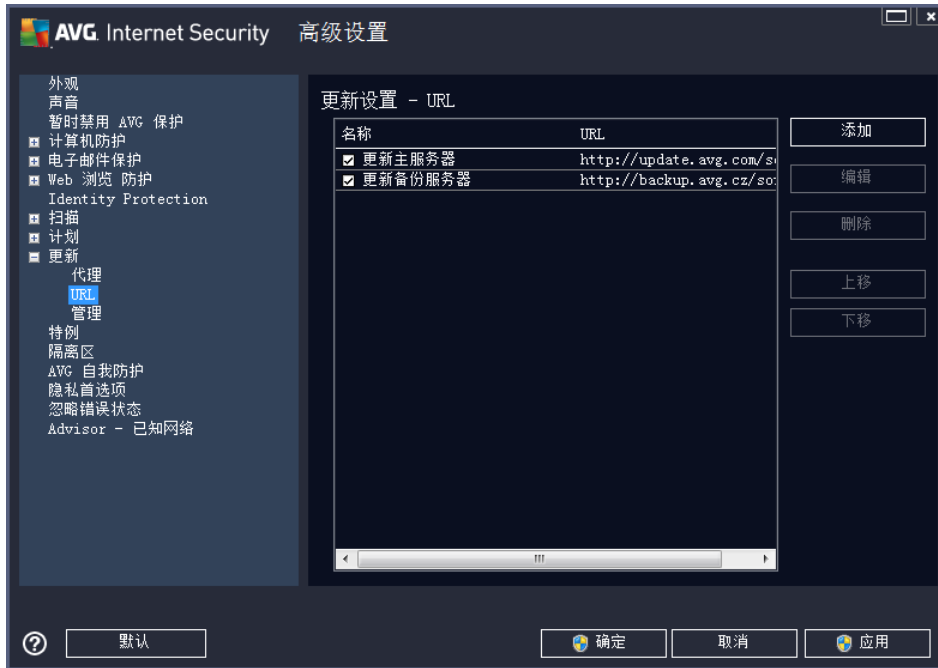 AVG. Internet Security 高级设置
外观
声音
暂时禁用 AVG 保护
计算机防护
电子邮件保护
Web 浏览 防护
Identity Protection
扫描
计划
更新
代理
URL
管理
特例
隔离区
AVG 自我防护
隐私首选项
忽略错误状态
Advisor - 已知网络
更新设置 - URL
名称 URL
更新主服务器 http://update.avg.com/s
更新备份服务器 http://backup.avg.cz/so
添加
编辑
删除
上移
下移
默认
确定
取消
应用